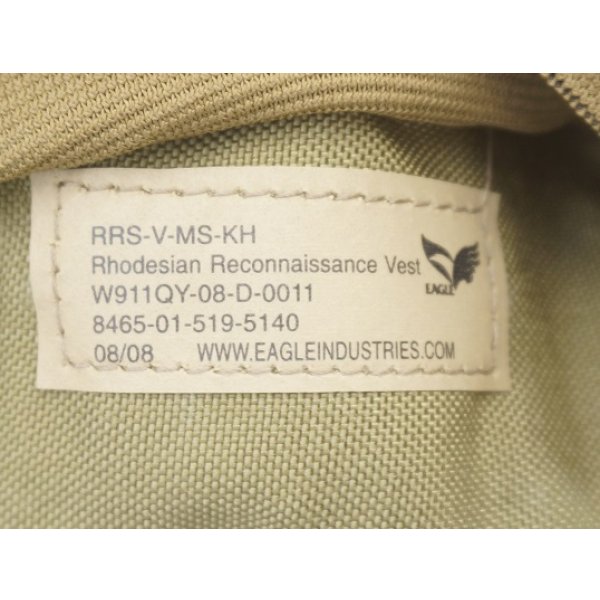 RRS-V-MS-KH
Rhodesian Reconnaissance Vest
EAGLE
W911QY-08-D-0011
8465-01-519-5140
08/08 WWW.EAGLEINDUSTRIES.COM